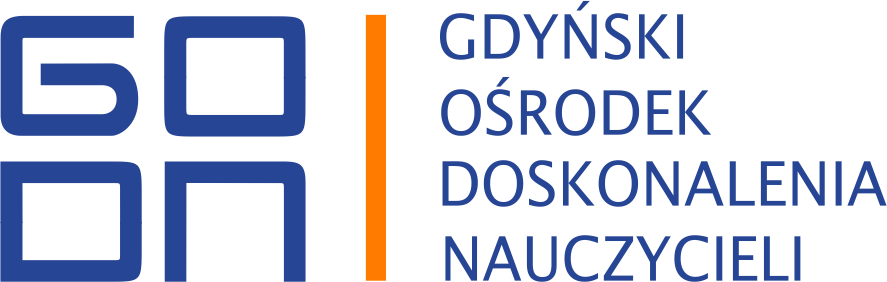 GO
DN
GDYŃSKI
OŚRODEK
DOSKONALENIA
NAUCZYCIELI